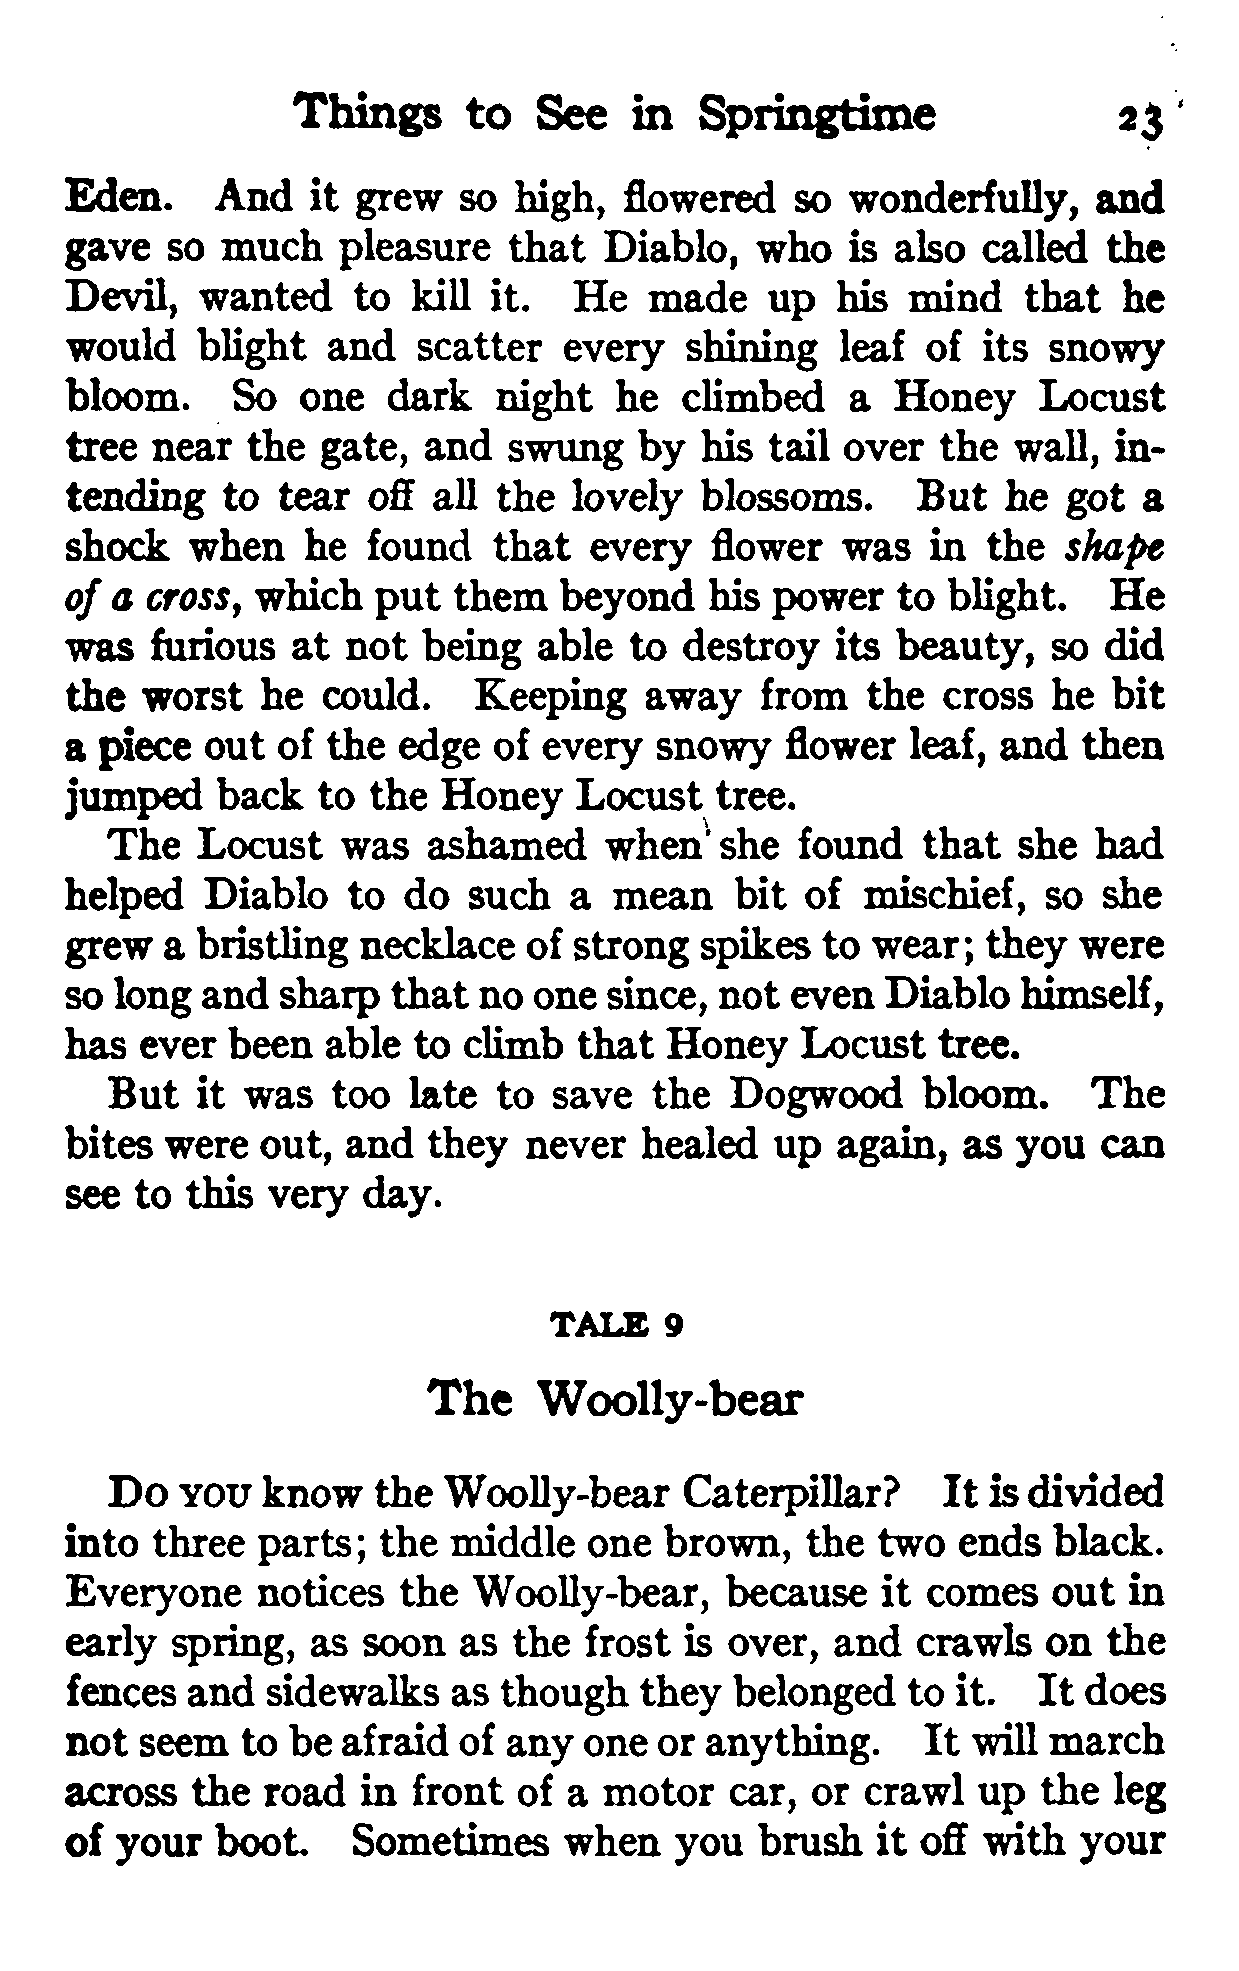 Things to See in Springtime 23
Eden. And it grew so high, flowered so wonderfully, and
gave so much pleasure that Diablo, who is also called the
Devil, wanted to kill it. He made up his mind that he
would blight and scatter every shining leaf of its snowy
bloom. So one dark night he climbed a Honey Locust
tree near the gate, and swung by his tail over the wall, in-
tending to tear off all the lovely blossoms. But he got a
shock when he found that every flower was in the shape
of a cross, which put them beyond his power to blight. He
was furious at not being able to destroy its beauty, so did
the worst he could. Keeping away from the cross he bit
a piece out of the edge of every snowy flower leaf, and then
jumped back to the Honey Locust tree.
The Locust was ashamed when she found that she had
helped Diablo to do such a mean bit of mischief, so she
grew a bristling necklace of strong spikes to wear; they were
so long and sharp that no one since, not even Diablo himself,
has ever been able to climb that Honey Locust tree.
But it was too late to save the Dogwood bloom. The
bites were out, and they never healed up again, as you can
see to this very day.
TALE 9
The Woolly-bear
DO YOU know the Woolly-bear Caterpillar? It is divided
into three parts; the middle one brown, the two ends black.
Everyone notices the Woolly-bear, because it comes out in
early spring, as soon as the frost is over, and crawls on the
fences and sidewalks as though they belonged to it. It does
not seem to be afraid of any one or anything. It will march
across the road in front of a motor car, or crawl up the leg
of your boot. Sometimes when you brush it off with your